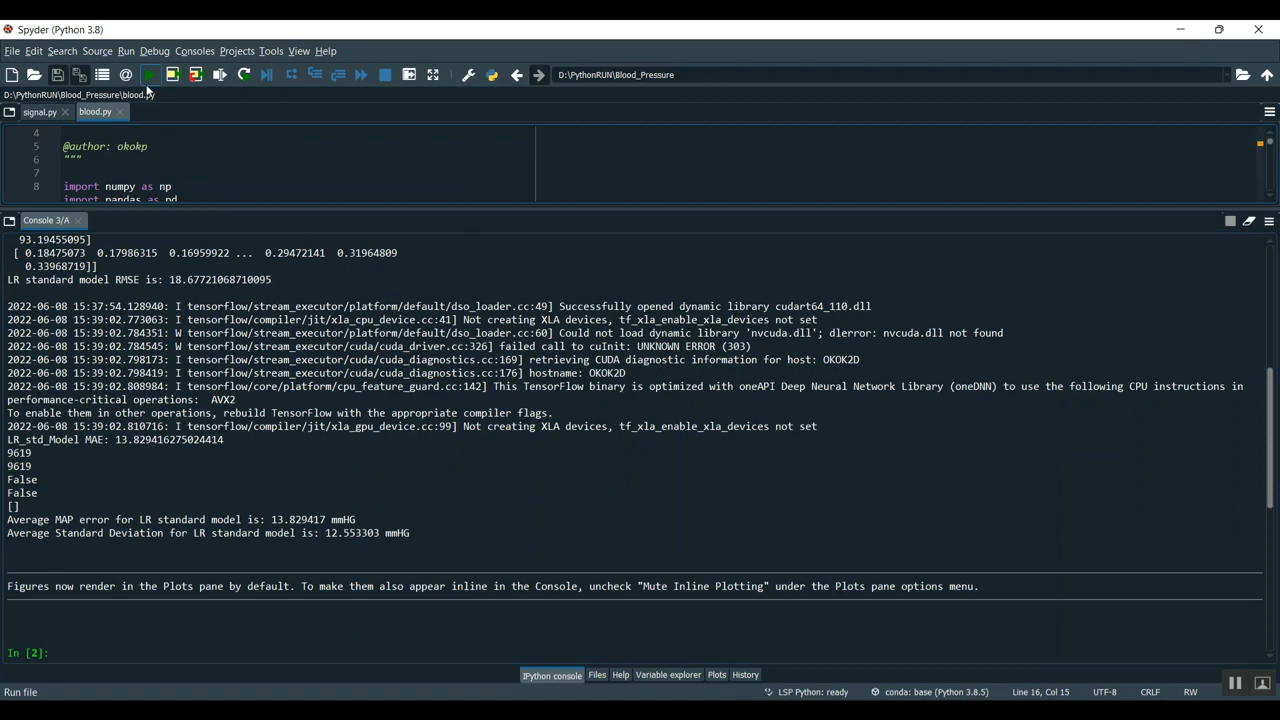 Spyder (Python 3.8)
File Edit Search Source Run Debug Consoles Projects Tools View Help
D:\PythonRUN\Blood_Pressure
D:\PythonRUN\Blood_Pressure\blood.py
signal.py blood.py
4
5 @author: okokp
6 """
7
8 import numpy as np
import pandas as pd
Console 3/A
93.19455095]
[ 0.18475073 0.17986315 0.16959922 ... 0.29472141 0.31964809
0.33968719]]
LR standard model RMSE is: 18.67721068710095
2022-06-08 15:37:54.128940: I tensorflow/stream_executor/platform/default/dso_loader.cc:49] Successfully opened dynamic library cudart64_110.dll
2022-06-08 15:39:02.773063: I tensorflow/compiler/jit/xla_cpu_device.cc:41] Not creating XLA devices, tf_xla_enable_xla_devices not set
2022-06-08 15:39:02.784351: W tensorflow/stream_executor/platform/default/dso_loader.cc:60] Could not load dynamic library 'nvcuda.dll'; dlerror: nvcuda.dll not found
2022-06-08 15:39:02.784545: W tensorflow/stream_executor/cuda/cuda_driver.cc:326] failed call to cuInit: UNKNOWN ERROR (303)
2022-06-08 15:39:02.798173: I tensorflow/stream_executor/cuda/cuda_diagnostics.cc:169] retrieving CUDA diagnostic information for host: OKOK2D
2022-06-08 15:39:02.798419: I tensorflow/stream_executor/cuda/cuda_diagnostics.cc:176] hostname: OKOK2D
2022-06-08 15:39:02.808984: I tensorflow/core/platform/cpu_feature_guard.cc:142] This TensorFlow binary is optimized with oneAPI Deep Neural Network Library (oneDNN) to use the following CPU instructions in
performance-critical operations: AVX2
To enable them in other operations, rebuild TensorFlow with the appropriate compiler flags.
2022-06-08 15:39:02.810716: I tensorflow/compiler/jit/xla_gpu_device.cc:99] Not creating XLA devices, tf_xla_enable_xla_devices not set
LR_std_Model MAE: 13.829416275024414
9619
9619
False
False
[]
Average MAP error for LR standard model is: 13.829417 mmHG
Average Standard Deviation for LR standard model is: 12.553303 mmHG
Figures now render in the Plots pane by default. To make them also appear inline in the Console, uncheck "Mute Inline Plotting" under the Plots pane options menu.
In [2]:
IPython console Files Help Variable explorer Plots History
Run file LSP Python: ready conda: base (Python 3.8.5) Line 16, Col 15 UTF-8 CRLF RW